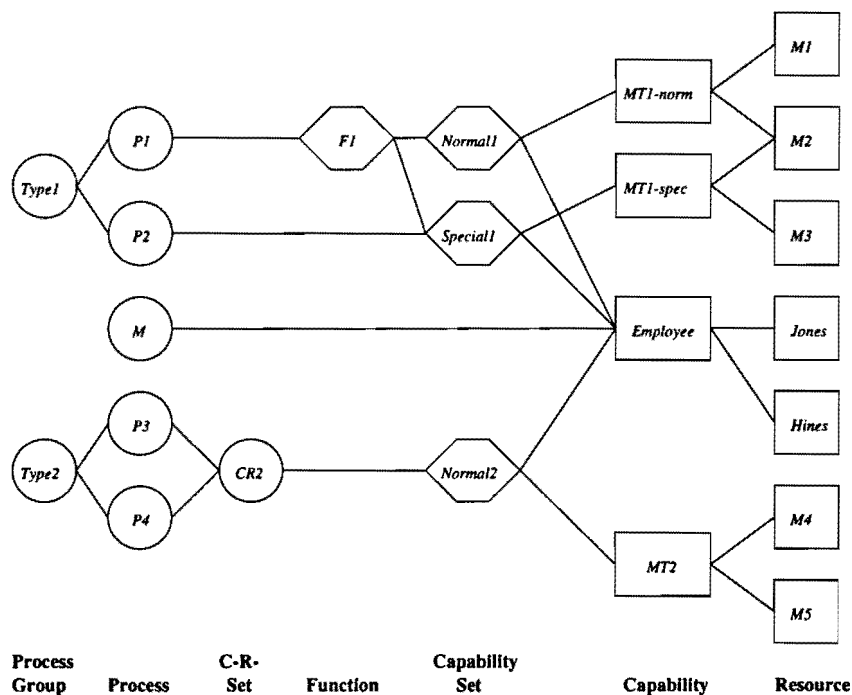 M1
MT1-norm
P1
F1
Normal1
M2
Type1
MT1-spec
P2
Special1
M3
M
Employee
Jones
P3
Hines
Type2
CR2
Normal2
P4
M4
MT2
M5
Process Group
Process
C-R-Set
Function
Capability Set
Capability
Resource